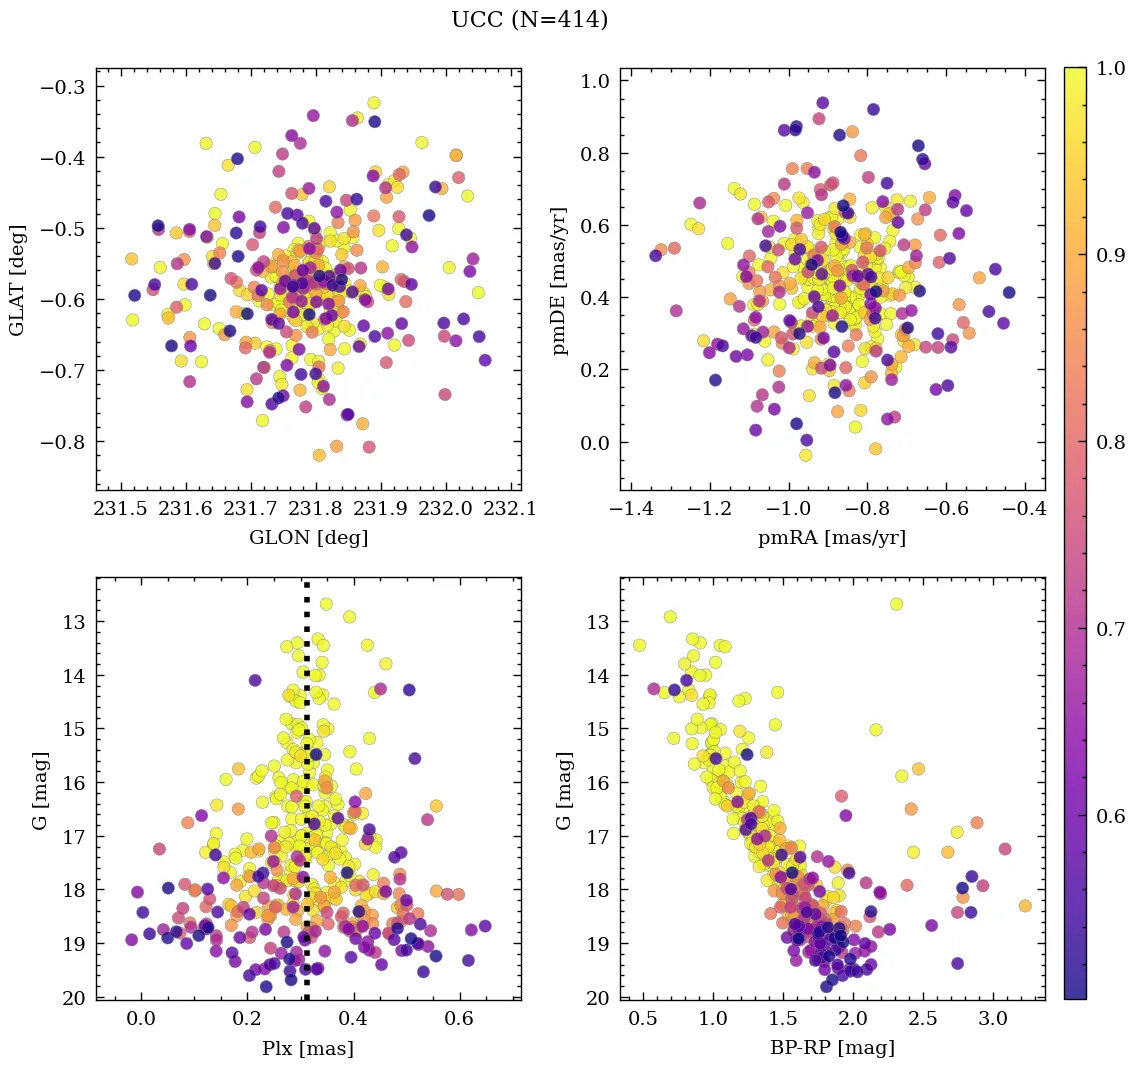 UCC (N=414)
−0.3
−0.4
−0.5
−0.6
−0.7
−0.8
GLAT [deg]
231.5 231.6 231.7 231.8 231.9 232.0 232.1
GLON [deg]
1.0
0.8
0.6
0.4
0.2
0.0
pmDE [mas/yr]
−1.4 −1.2 −1.0 −0.8 −0.6 −0.4
pmRA [mas/yr]
13
14
15
16
17
18
19
20
G [mag]
0.0 0.2 0.4 0.6
Plx [mas]
13
14
15
16
17
18
19
20
G [mag]
0.5 1.0 1.5 2.0 2.5 3.0
BP-RP [mag]
1.0
0.9
0.8
0.7
0.6